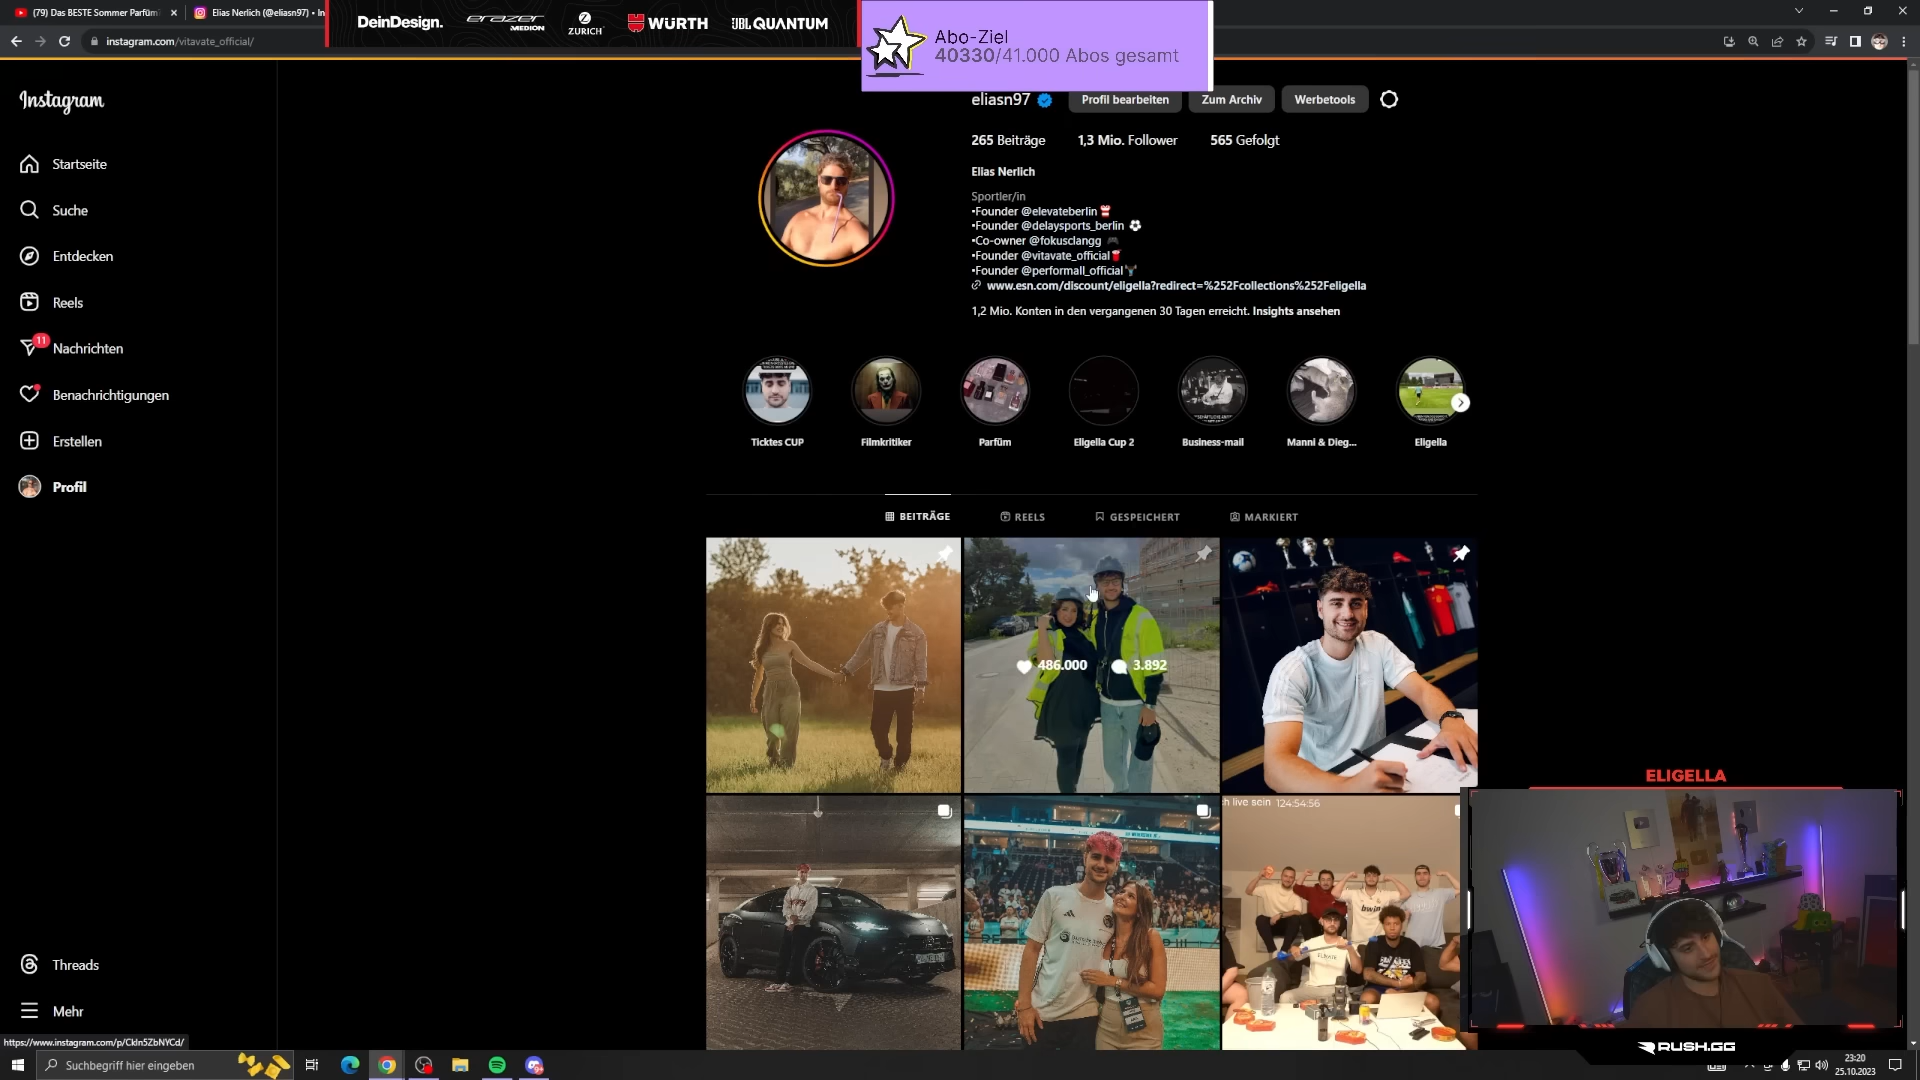 (79) Das BESTE Sommer Parfüm
Elias Nerlich (@eliasn97) • In
instagram.com/vitavate_official/
DeinDesign.
erazer
MEDION
ZURICH
WÜRTH
JBL QUANTUM
Abo-Ziel
40330/41.000 Abos gesamt
Instagram
Startseite
Suche
Entdecken
Reels
11
Nachrichten
Benachrichtigungen
Erstellen
Profil
Threads
Mehr
eliasn97
Profil bearbeiten
Zum Archiv
Werbetools
265 Beiträge
1,3 Mio. Follower
565 Gefolgt
Elias Nerlich
Sportler/in
•Founder @elevateberlin
•Founder @delaysports_berlin
•Co-owner @fokusclangg
•Founder @vitavate_official
•Founder @performall_official
www.esn.com/discount/eligella?redirect=%252Fcollections%252Feligella
1,2 Mio. Konten in den vergangenen 30 Tagen erreicht. Insights ansehen
Ticktes CUP
Filmkritiker
Parfüm
Eligella Cup 2
Business-mail
Manni & Dieg...
Eligella
BEITRÄGE
REELS
GESPEICHERT
MARKIERT
486.000
3.892
ch live sein 124:54:56
ELIGELLA
RUSH.GG
https://www.instagram.com/p/CkIn5ZbNYCd/
Suchbegriff hier eingeben
23:20
25.10.2023